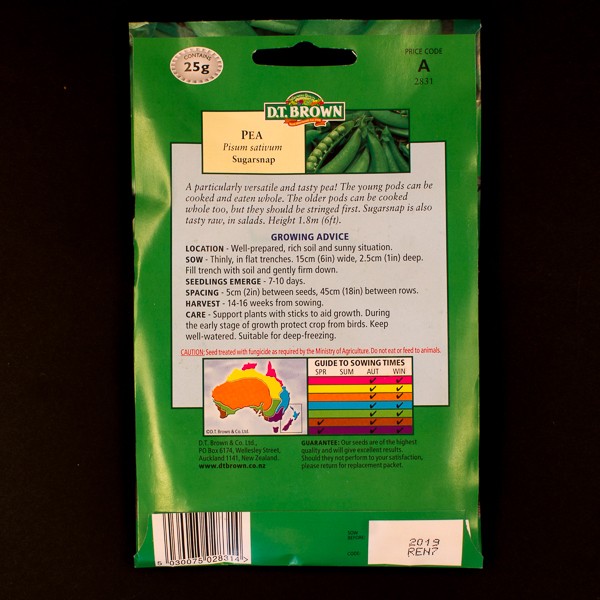 CONTAINS
25g
PRICE CODE
A
2831
D.T. BROWN
PEA
Pisum sativum
Sugarsnap
A particularly versatile and tasty pea! The young pods can be
cooked and eaten whole. The older pods can be cooked
whole too, but they should be stringed first. Sugarsnap is also
tasty raw, in salads. Height 1.8m (6ft).
GROWING ADVICE
LOCATION - Well-prepared, rich soil and sunny situation.
SOW - Thinly, in flat trenches. 15cm (6in) wide, 2.5cm (1in) deep.
Fill trench with soil and gently firm down.
SEEDLINGS EMERGE - 7-10 days.
SPACING - 5cm (2in) between seeds, 45cm (18in) between rows.
HARVEST - 14-16 weeks from sowing.
CARE - Support plants with sticks to aid growth. During
the early stage of growth protect crop from birds. Keep
well-watered. Suitable for deep-freezing.
CAUTION: Seed treated with fungicide as required by the Ministry of Agriculture. Do not eat or feed to animals.
GUIDE TO SOWING TIMES
SPR SUM AUT WIN
©D.T. Brown & Co. Ltd.
D.T. Brown & Co. Ltd.,
PO Box 6174, Wellesley Street,
Auckland 1141, New Zealand.
www.dtbrown.co.nz
GUARANTEE: Our seeds are of the highest
quality and will give excellent results.
Should they not perform to your satisfaction,
please return for replacement packet.
SOW
BEFORE
CODE
2019
REN7
5 030075 028314 >